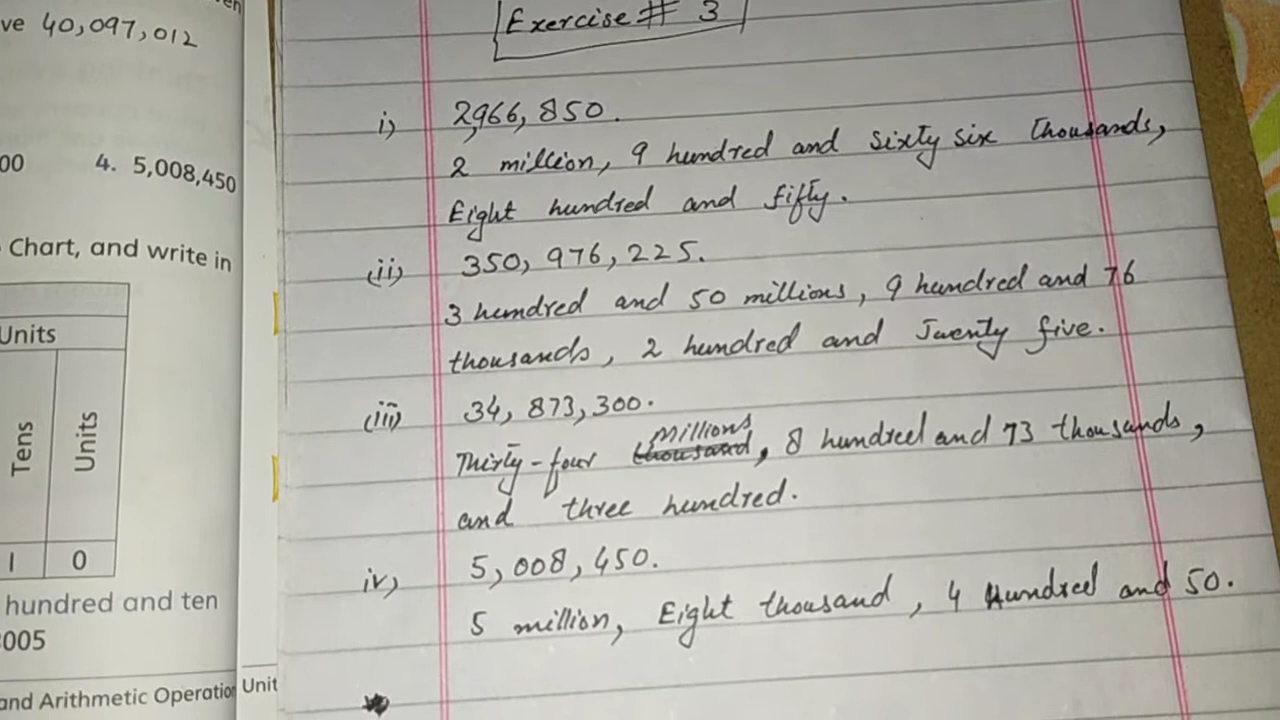 ve 40,097,012
00 4. 5,008,450
Chart, and write in
Units
Tens
Units
1 0
hundred and ten
005
and Arithmetic Operation
Unit
Exercise # 3
i) 2,966,850.
2 million, 9 hundred and sixty six thousands,
Eight hundred and fifty.
(ii) 350, 976, 225.
3 hundred and 50 millions, 9 hundred and 76
thousands, 2 hundred and Twenty five.
(iii) 34, 873, 300.
Millions
Thirty-four thousand, 8 hundred and 73 thousands,
and three hundred.
iv) 5, 008, 450.
5 million, Eight thousand, 4 Hundred and 50.